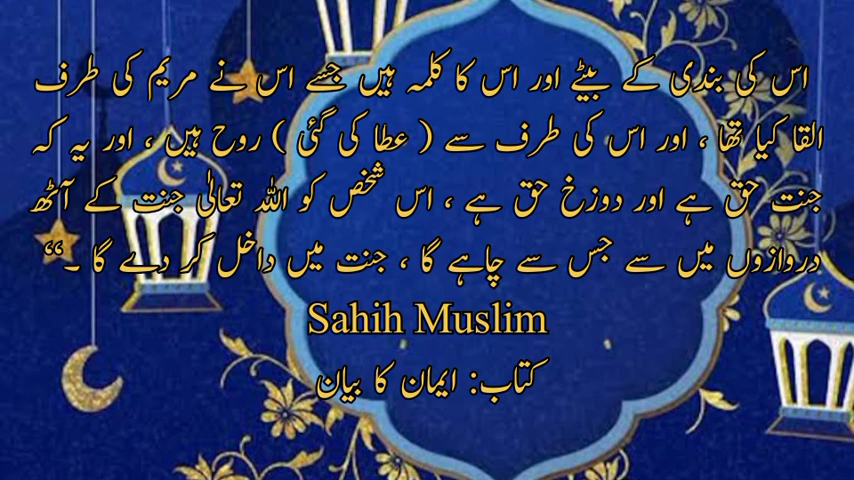 اس کی بندی کے بیٹے اور اس کا کلمہ ہیں جسے اس نے مریم کی طرف
القا کیا تھا ، اور اس کی طرف سے ( عطا کی گئی ) روح ہیں ، اور یہ کہ
جنت حق ہے اور دوزخ حق ہے ، اس شخص کو اللہ تعالیٰ جنت کے آٹھ
دروازوں میں سے جس سے چاہے گا ، جنت میں داخل کر دے گا ۔‘‘
Sahih Muslim
کتاب: ایمان کا بیان